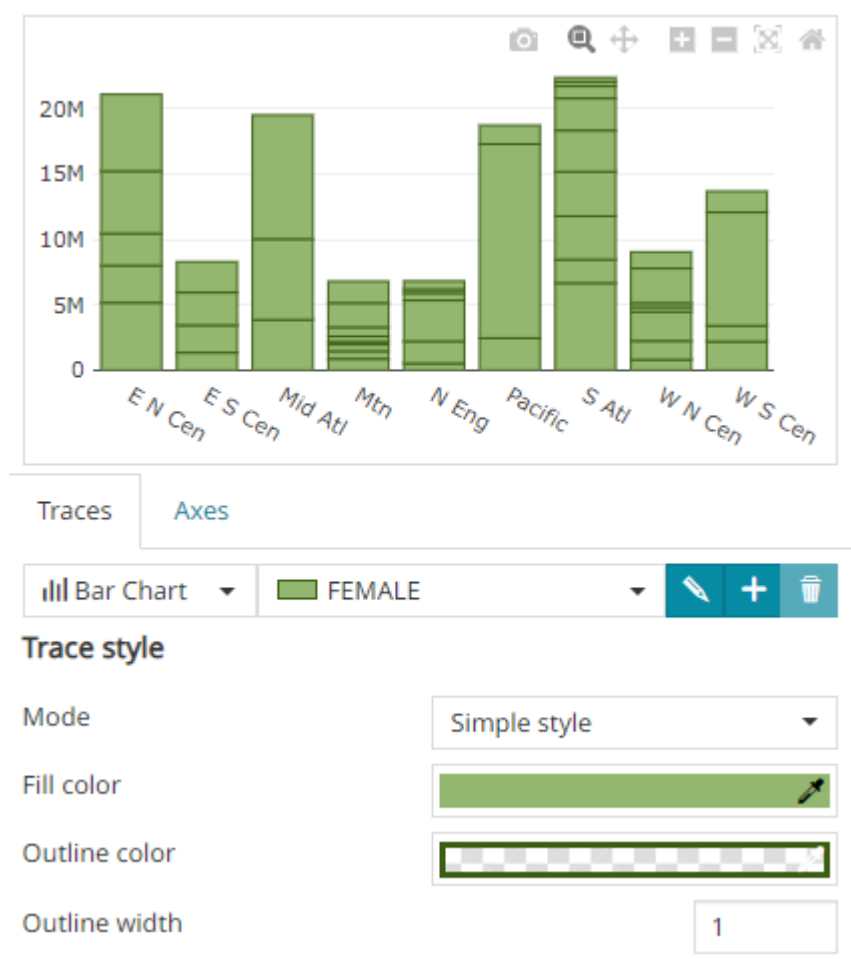 20M
15M
10M
5M
0
E N Cen
E S Cen
Mid Atl
Mtn
N Eng
Pacific
S Atl
W N Cen
W S Cen
Traces Axes
Bar Chart FEMALE
Trace style
Mode Simple style
Fill color
Outline color
Outline width 1